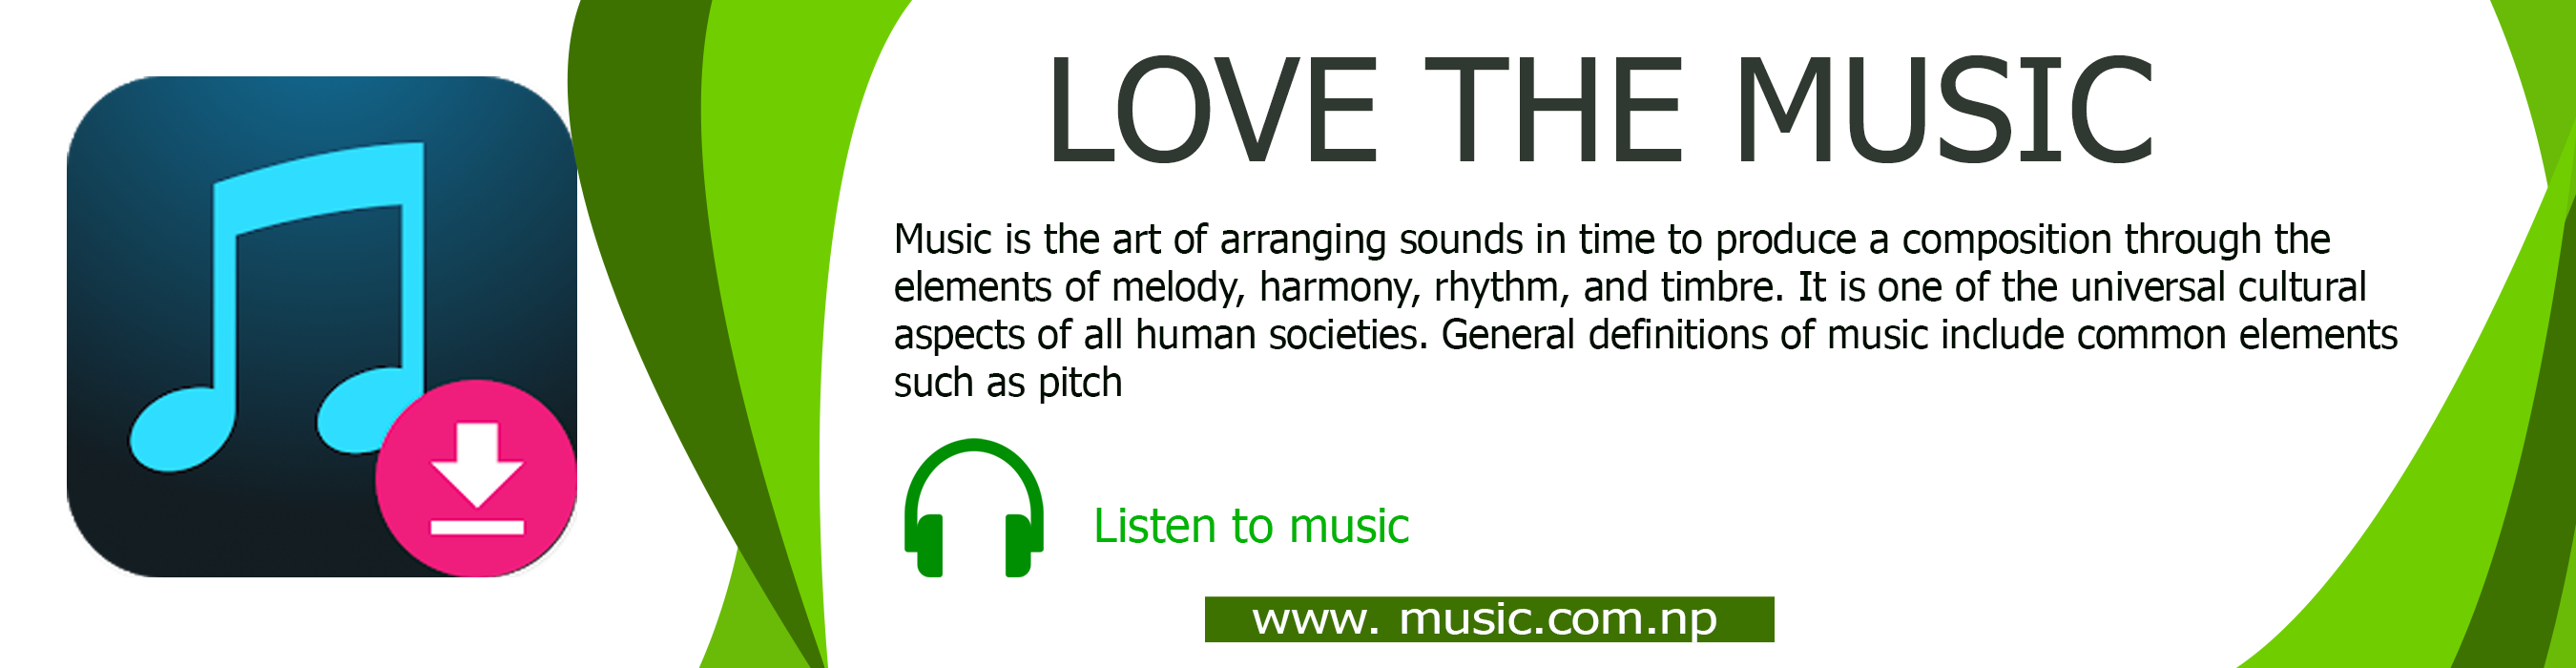 LOVE THE MUSIC
Music is the art of arranging sounds in time to produce a composition through the
elements of melody, harmony, rhythm, and timbre. It is one of the universal cultural
aspects of all human societies. General definitions of music include common elements
such as pitch
Listen to music
www. music.com.np